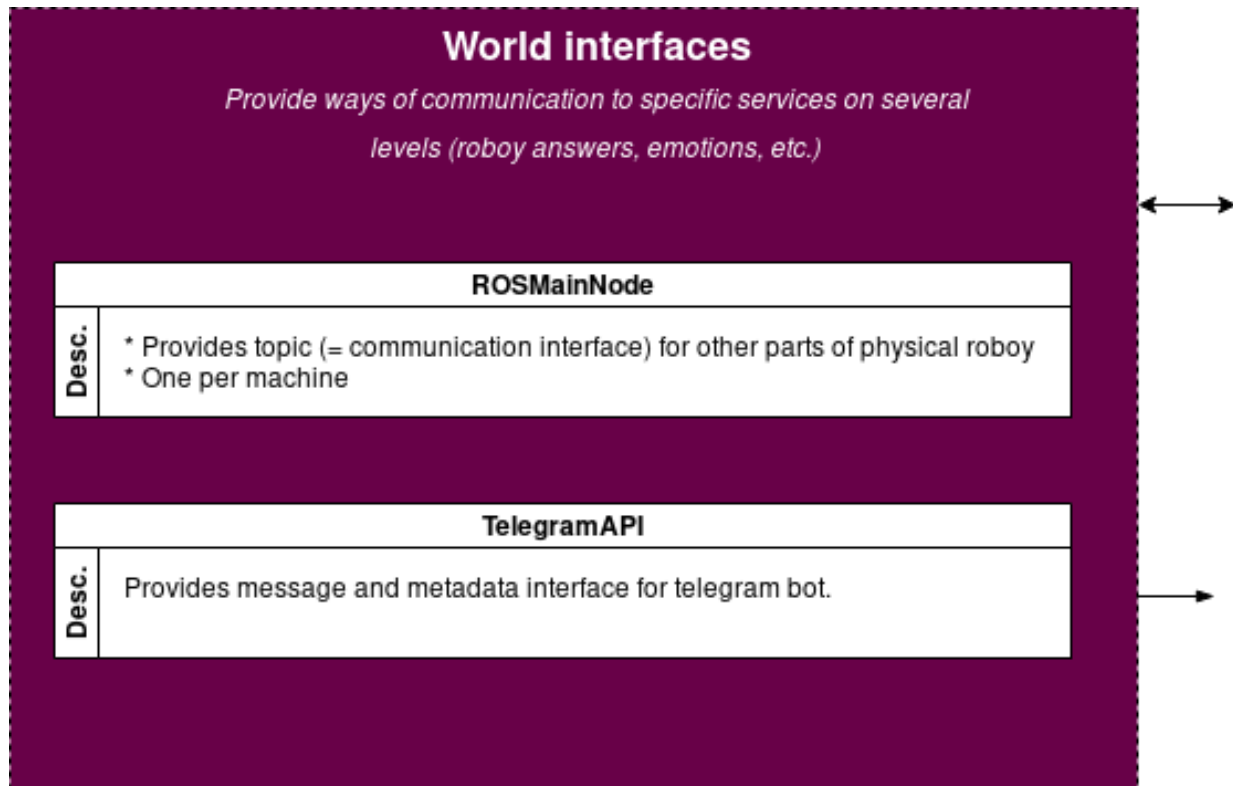 World interfaces
Provide ways of communication to specific services on several
levels (roboy answers, emotions, etc.)
ROSMainNode
Desc.
* Provides topic (= communication interface) for other parts of physical roboy
* One per machine
TelegramAPI
Desc.
Provides message and metadata interface for telegram bot.